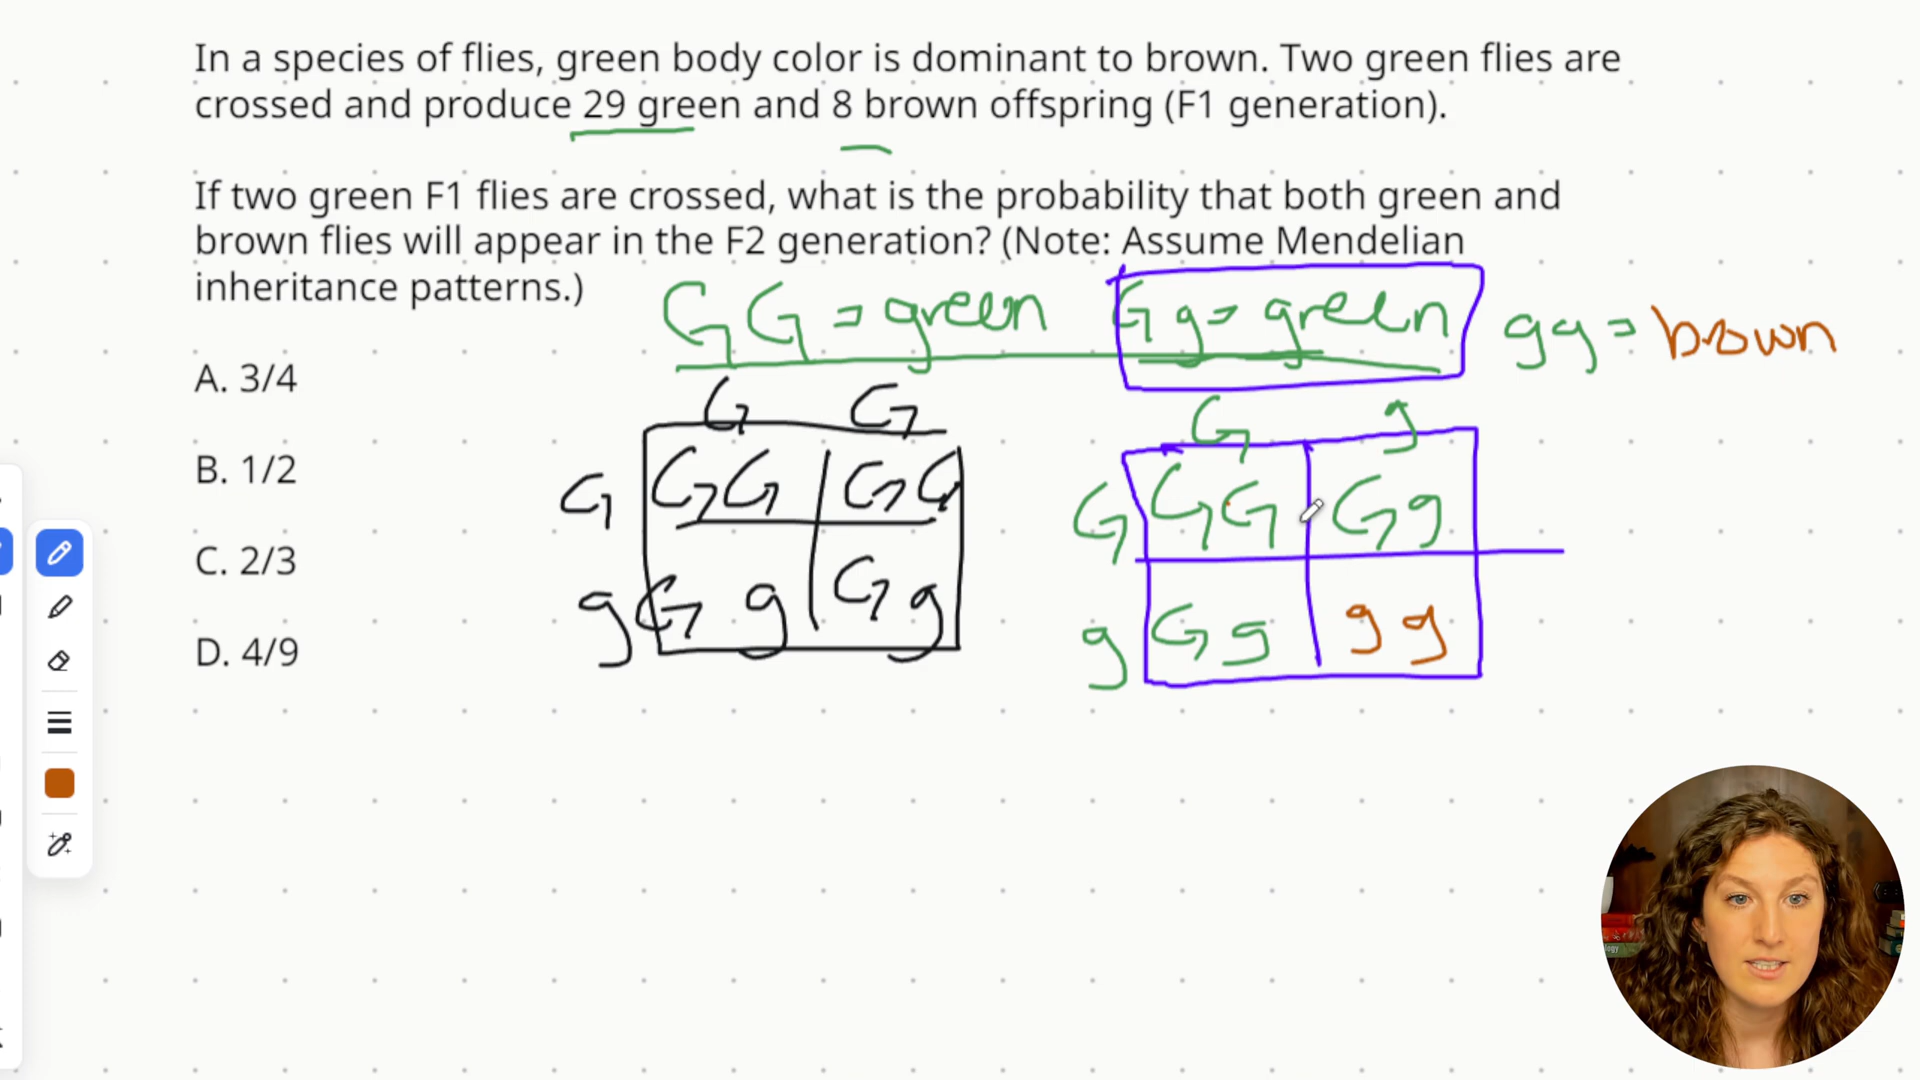 In a species of flies, green body color is dominant to brown. Two green flies are
crossed and produce 29 green and 8 brown offspring (F1 generation).
If two green F1 flies are crossed, what is the probability that both green and
brown flies will appear in the F2 generation? (Note: Assume Mendelian
inheritance patterns.)
GG = green Gg = green gg = brown
A. 3/4
B. 1/2
C. 2/3
D. 4/9
G G
G GG GG
g Gg Gg
G g
G GG Gg
g Gg gg